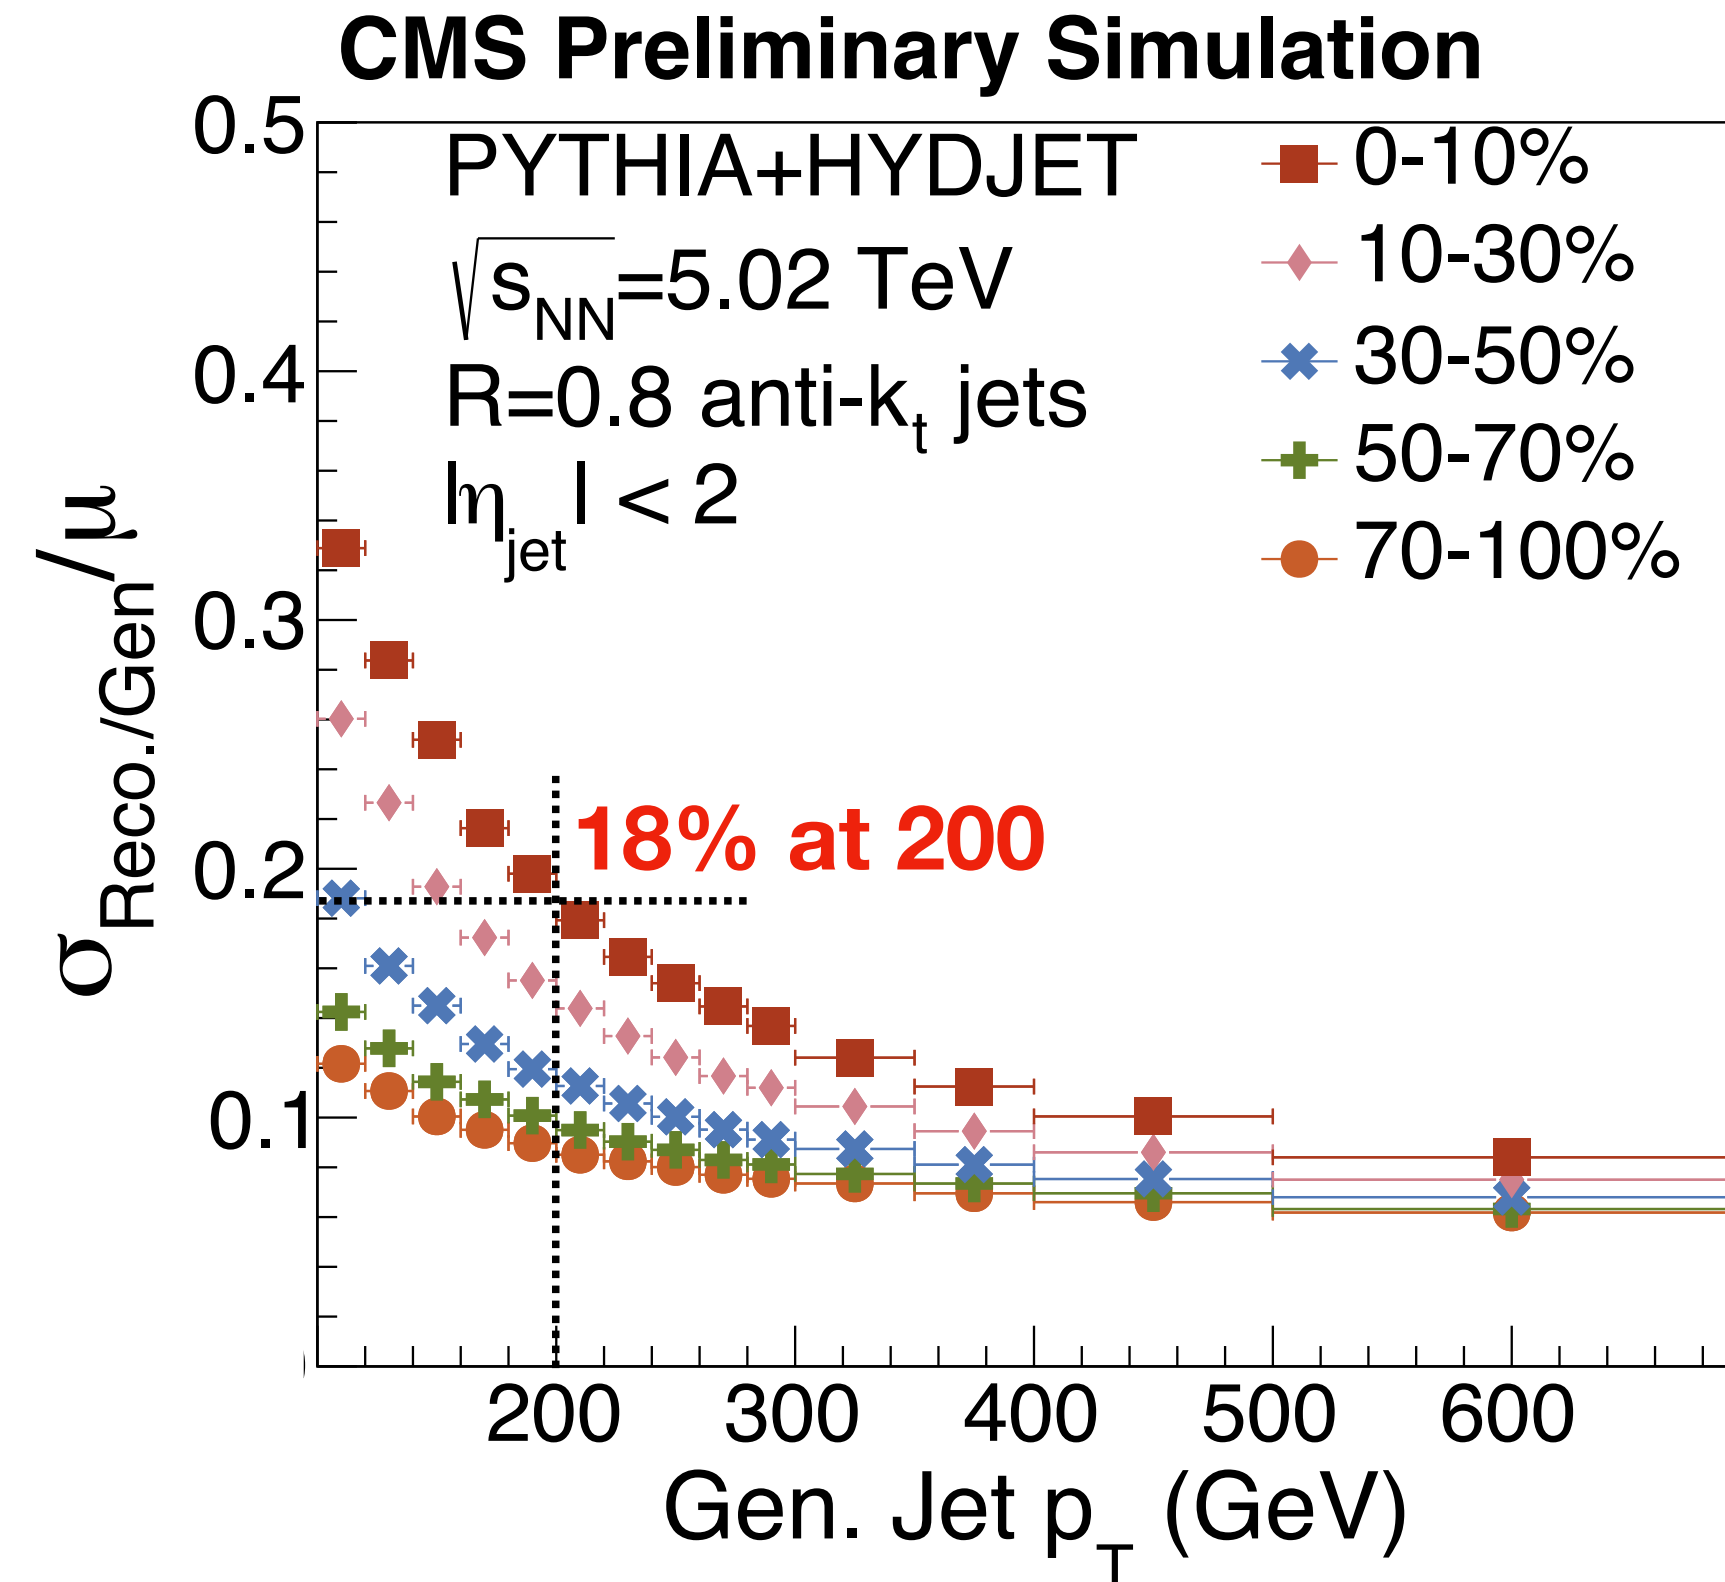 CMS Preliminary Simulation
PYTHIA+HYDJET
√sNN=5.02 TeV
R=0.8 anti-kt jets
|ηjet| < 2
0-10%
10-30%
30-50%
50-70%
70-100%
18% at 200
σReco./Gen/μ
0.5
0.4
0.3
0.2
0.1
200 300 400 500 600
Gen. Jet pT (GeV)